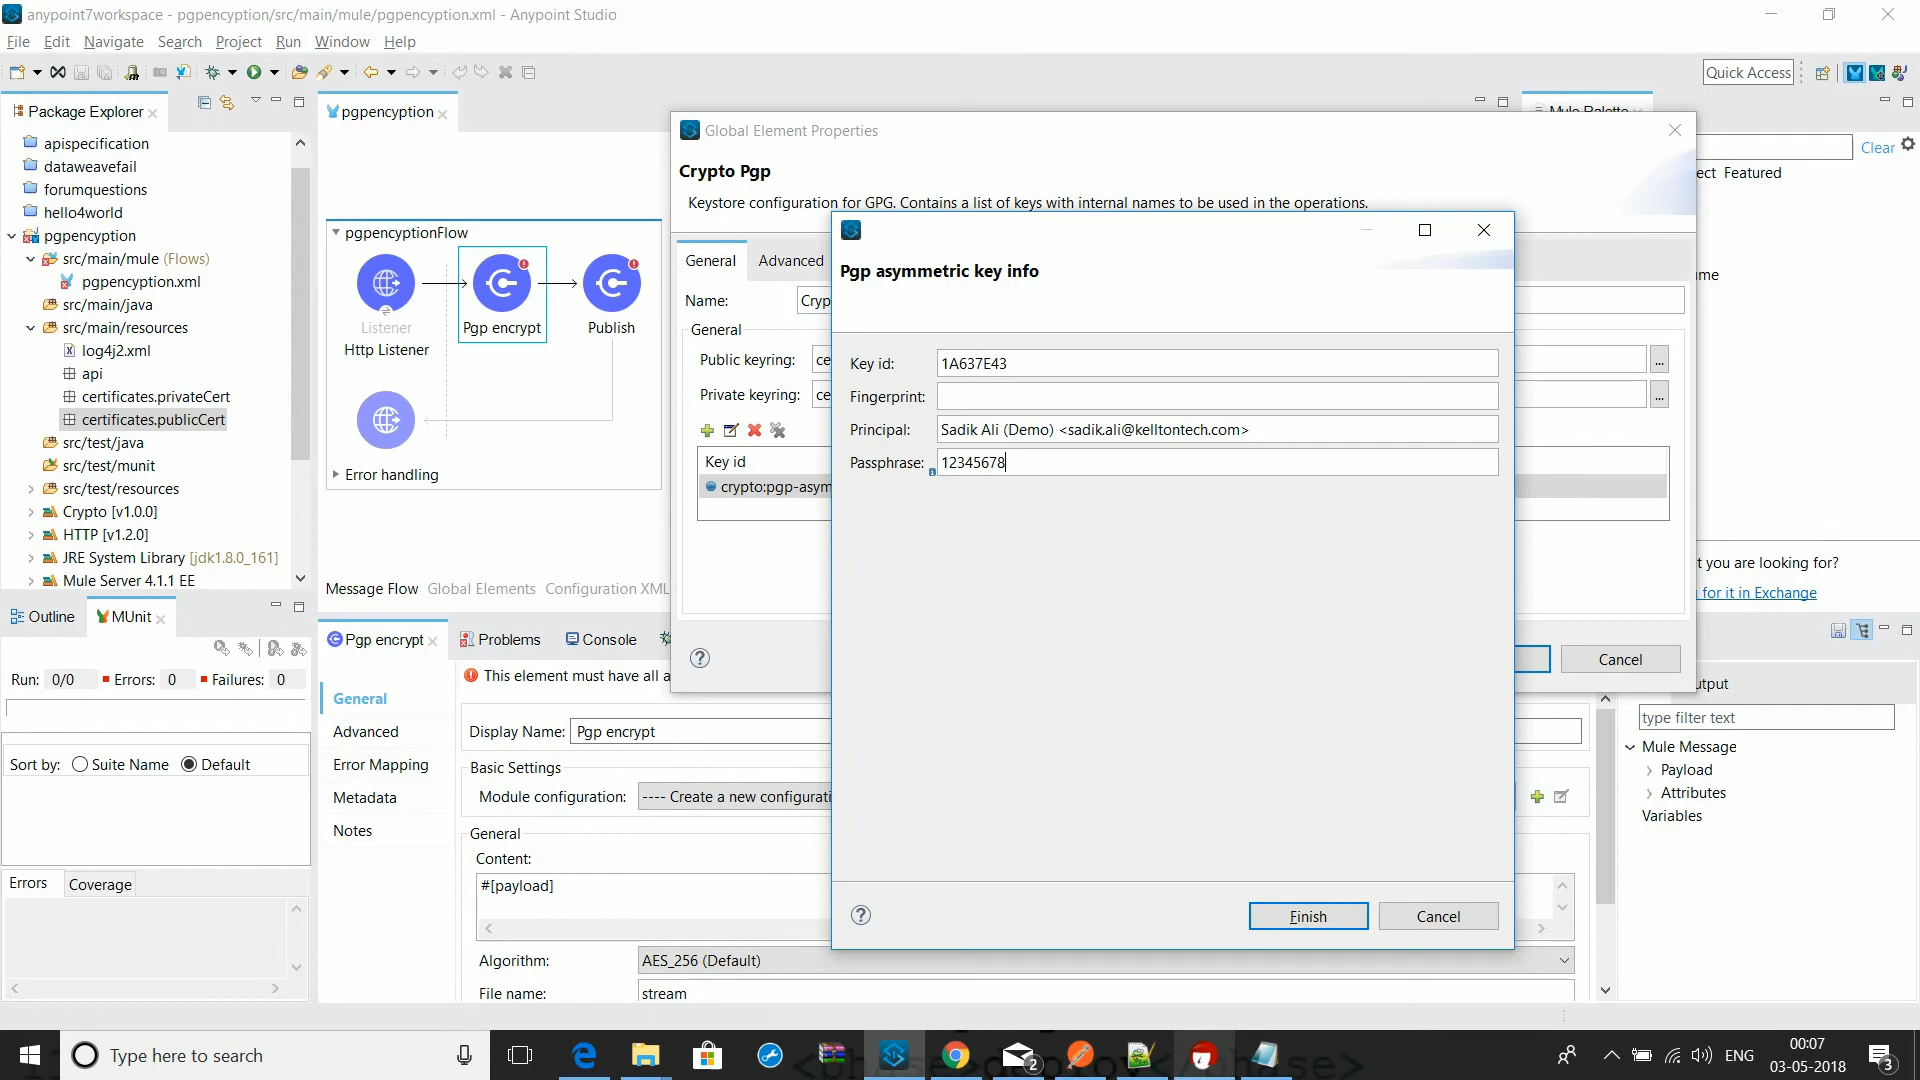 anypoint7workspace - pgpencyption/src/main/mule/pgpencyption.xml - Anypoint Studio
File Edit Navigate Search Project Run Window Help
Quick Access
Package Explorer
apispecification
dataweavefail
forumquestions
hello4world
pgpencyption
src/main/mule (Flows)
pgpencyption.xml
src/main/java
src/main/resources
log4j2.xml
api
certificates.privateCert
certificates.publicCert
src/test/java
src/test/munit
src/test/resources
Crypto [v1.0.0]
HTTP [v1.2.0]
JRE System Library [jdk1.8.0_161]
Mule Server 4.1.1 EE
Outline
MUnit
Run: 0/0 Errors: 0 Failures: 0
Sort by: Suite Name Default
Errors Coverage
pgpencyption
pgpencyptionFlow
Listener
Http Listener
Pgp encrypt
Publish
Error handling
Message Flow Global Elements Configuration XML
Pgp encrypt
Problems
Console
This element must have all a
General
Advanced
Error Mapping
Metadata
Notes
Display Name: Pgp encrypt
Basic Settings
Module configuration: ---- Create a new configurati
General
Content:
#[payload]
Algorithm: AES_256 (Default)
File name: stream
Global Element Properties
Crypto Pgp
Keystore configuration for GPG. Contains a list of keys with internal names to be used in the operations.
General Advanced
Name: Cryp
General
Public keyring: ce ...
Private keyring: ce ...
Key id
crypto:pgp-asym
Cancel
Pgp asymmetric key info
Key id: 1A637E43
Fingerprint:
Principal: Sadik Ali (Demo) <sadik.ali@kelltontech.com>
Passphrase: 12345678
Finish Cancel
Mule Palette
Clear
ect Featured
me
t you are looking for?
for it in Exchange
utput
type filter text
Mule Message
Payload
Attributes
Variables
Type here to search
2
ENG
00:07
03-05-2018
3